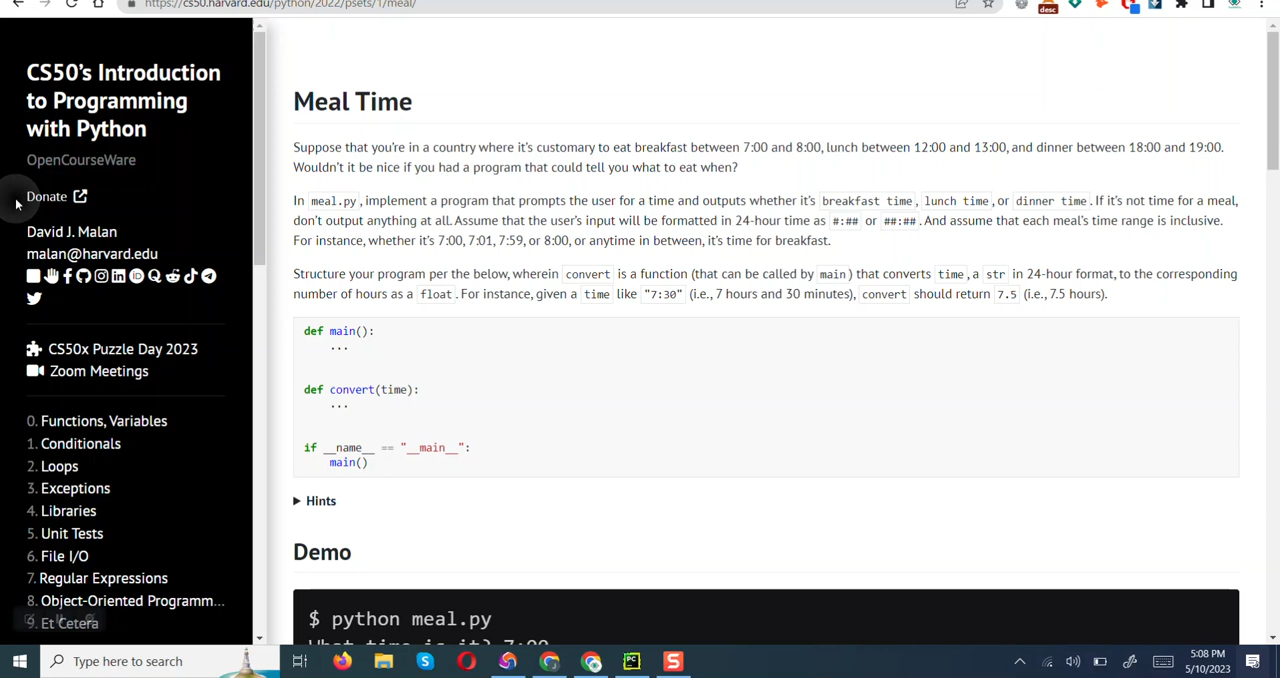 https://cs50.harvard.edu/python/2022/psets/1/meal/
desc
CS50's Introduction
to Programming
with Python
OpenCourseWare
Donate
David J. Malan
malan@harvard.edu
CS50x Puzzle Day 2023
Zoom Meetings
0. Functions, Variables
1. Conditionals
2. Loops
3. Exceptions
4. Libraries
5. Unit Tests
6. File I/O
7. Regular Expressions
8. Object-Oriented Programm...
9. Et Cetera
Meal Time
Suppose that you're in a country where it's customary to eat breakfast between 7:00 and 8:00, lunch between 12:00 and 13:00, and dinner between 18:00 and 19:00.
Wouldn't it be nice if you had a program that could tell you what to eat when?
In meal.py, implement a program that prompts the user for a time and outputs whether it's breakfast time, lunch time, or dinner time. If it's not time for a meal,
don't output anything at all. Assume that the user's input will be formatted in 24-hour time as #:## or ##:##. And assume that each meal's time range is inclusive.
For instance, whether it's 7:00, 7:01, 7:59, or 8:00, or anytime in between, it's time for breakfast.
Structure your program per the below, wherein convert is a function (that can be called by main) that converts time, a str in 24-hour format, to the corresponding
number of hours as a float. For instance, given a time like "7:30" (i.e., 7 hours and 30 minutes), convert should return 7.5 (i.e., 7.5 hours).
def main():
...
def convert(time):
...
if __name__ == "__main__":
main()
Hints
Demo
$ python meal.py
What time is it? 7:00
Type here to search
PC
S
5:08 PM
5/10/2023